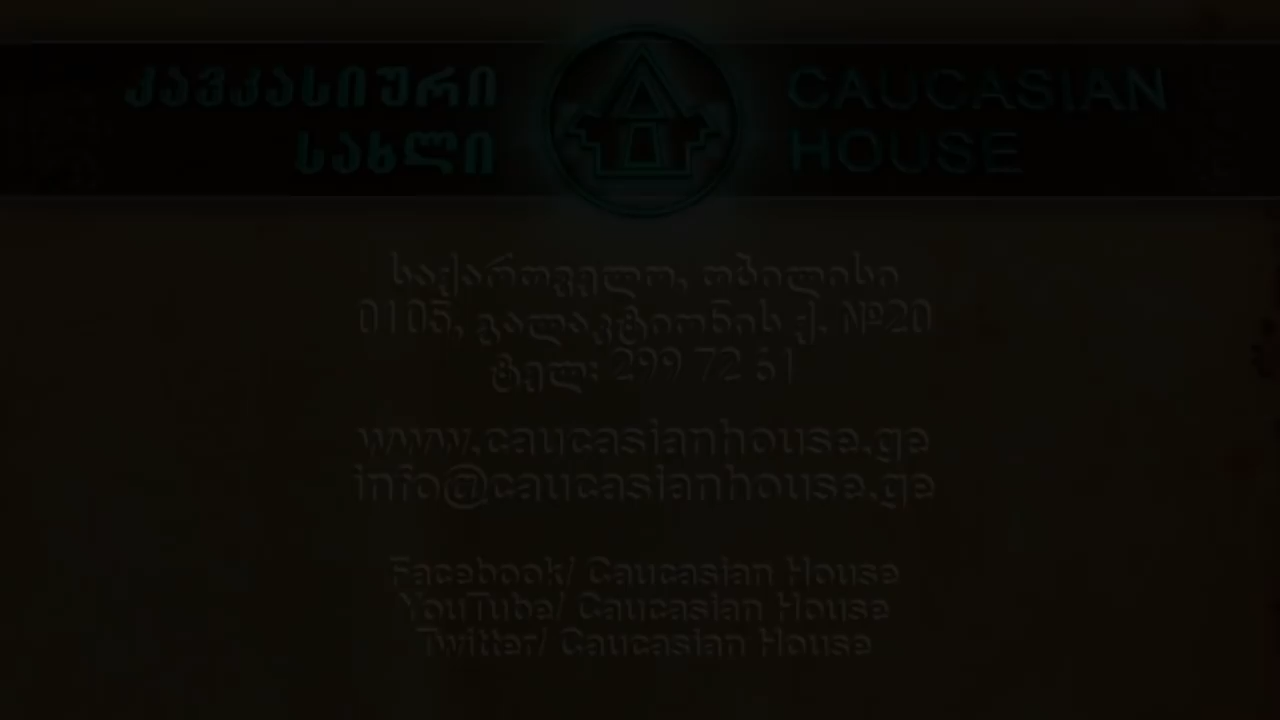 კავკასიური
სახლი
CAUCASIAN
HOUSE
საქართველო, თბილისი
0105, გალაკტიონის ქ. №20
ტელ: 299 72 61
www.caucasianhouse.ge
info@caucasianhouse.ge
Facebook/ Caucasian House
YouTube/ Caucasian House
Twitter/ Caucasian House